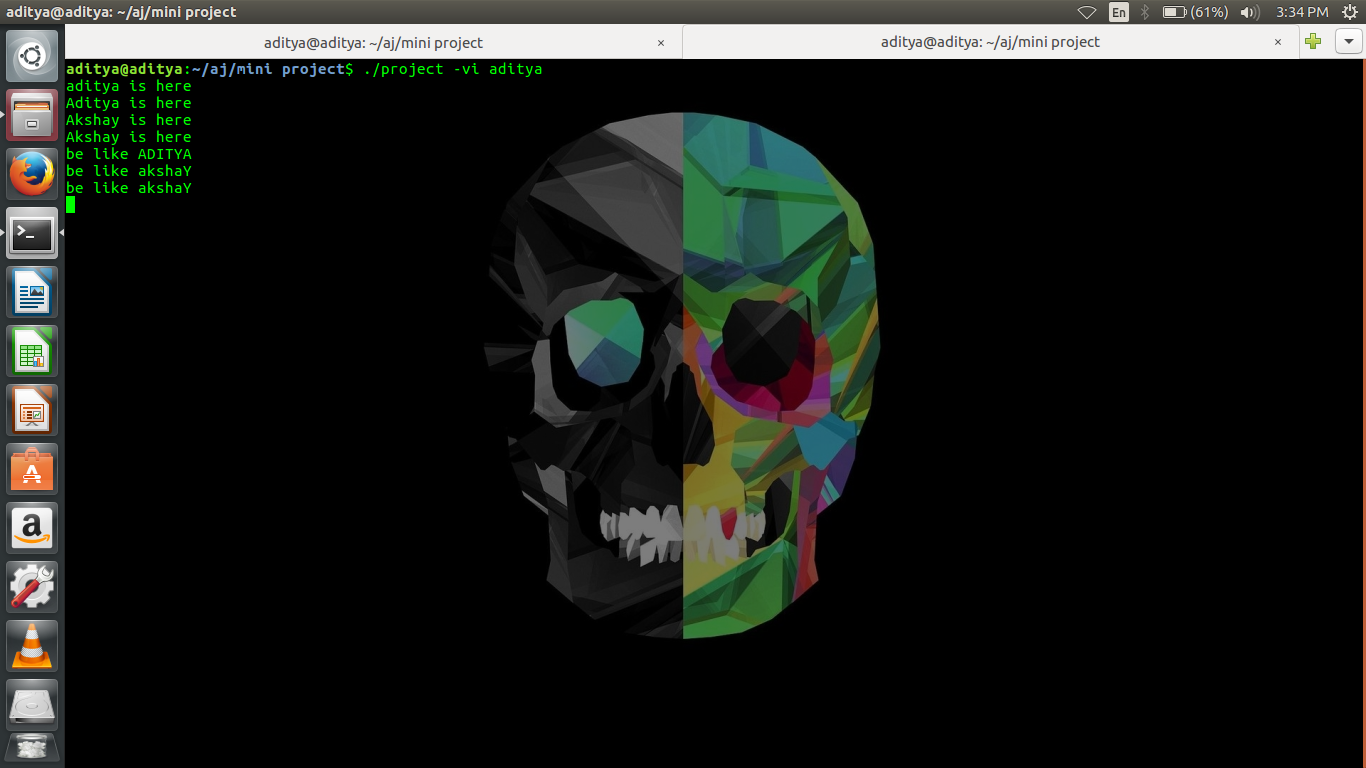 aditya@aditya: ~/aj/mini project
En
(61%)
3:34 PM
aditya@aditya: ~/aj/mini project ×
aditya@aditya: ~/aj/mini project ×
aditya@aditya:~/aj/mini project$ ./project -vi aditya
aditya is here
Aditya is here
Akshay is here
Akshay is here
be like ADITYA
be like akshaY
be like akshaY
>_
A
a